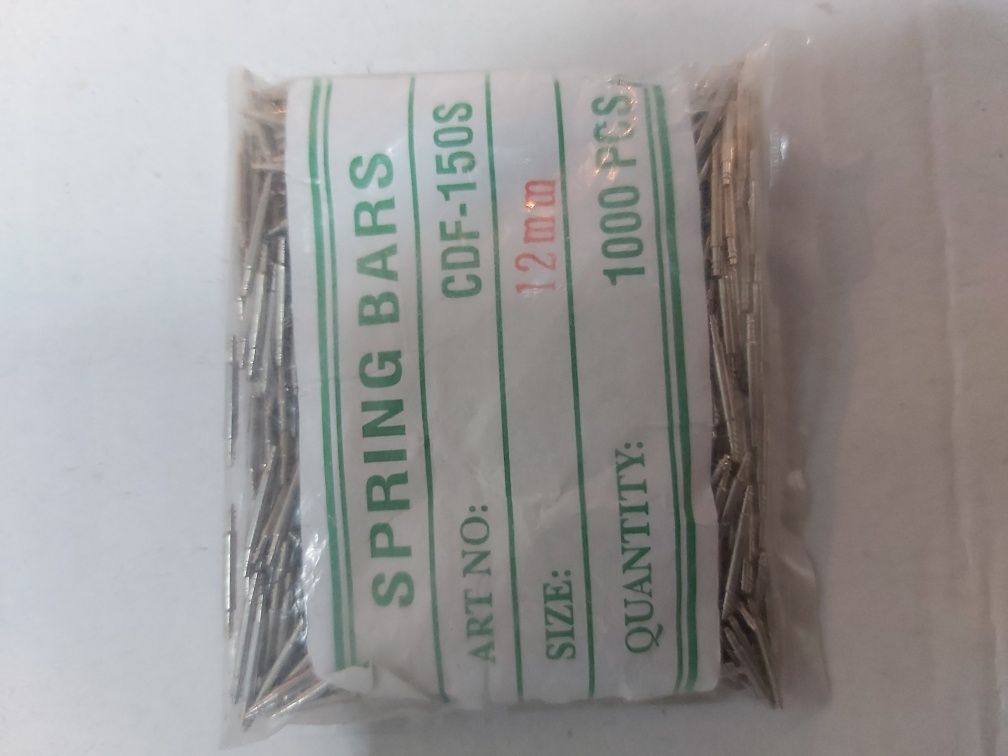 SPRING BARS
ART NO: CDF-150S
SIZE: 12mm
QUANTITY: 1000 PCS